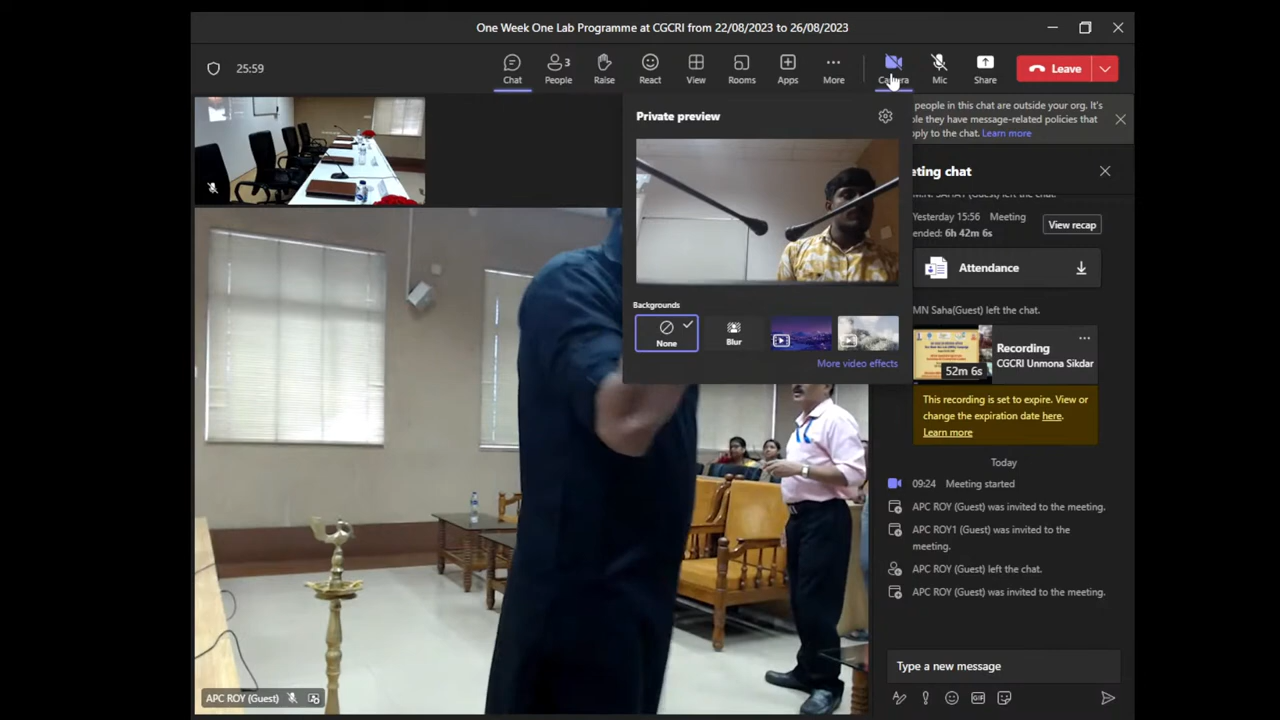 One Week One Lab Programme at CGCRI from 22/08/2023 to 26/08/2023
25:59
Chat
3
People
Raise
React
View
Rooms
Apps
More
Camera
Mic
Share
Leave
Private preview
Backgrounds
None
Blur
More video effects
people in this chat are outside your org. It's
le they have message-related policies that
pply to the chat. Learn more
eting chat
left the chat.
Yesterday 15:56 Meeting
ended: 6h 42m 6s
View recap
Attendance
MN Saha(Guest) left the chat.
52m 6s
Recording
CGCRI Unmona Sikdar
This recording is set to expire. View or
change the expiration date here.
Learn more
Today
09:24 Meeting started
APC ROY (Guest) was invited to the meeting.
APC ROY1 (Guest) was invited to the
meeting.
APC ROY (Guest) left the chat.
APC ROY (Guest) was invited to the meeting.
Type a new message
GIF
APC ROY (Guest)